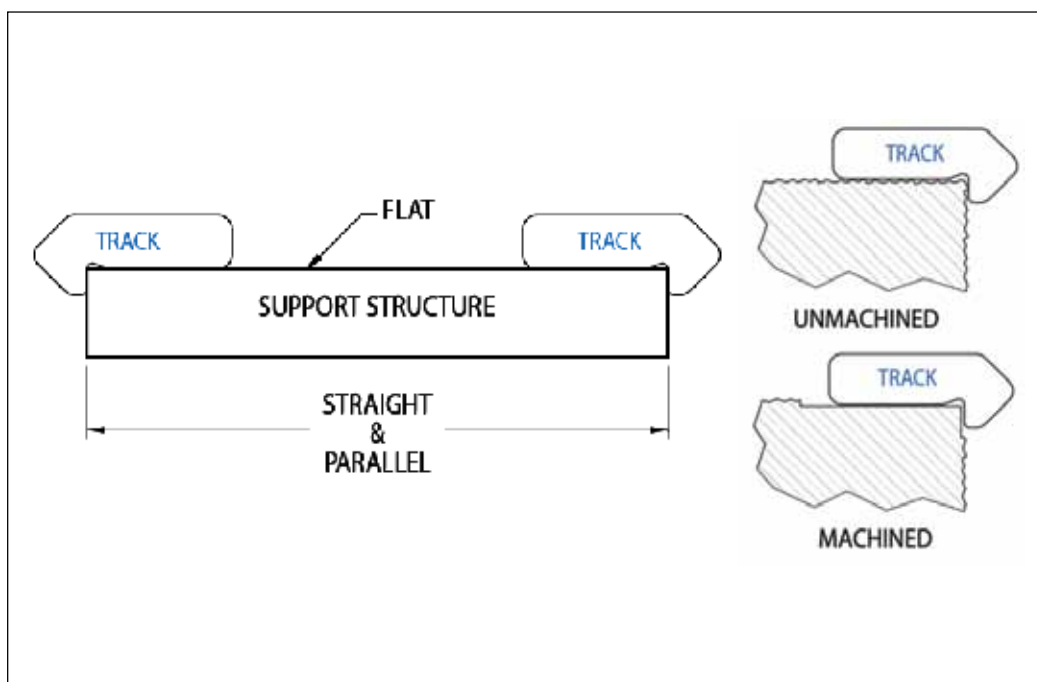 FLAT
TRACK
TRACK
SUPPORT STRUCTURE
STRAIGHT
&
PARALLEL
TRACK
UNMACHINED
TRACK
MACHINED